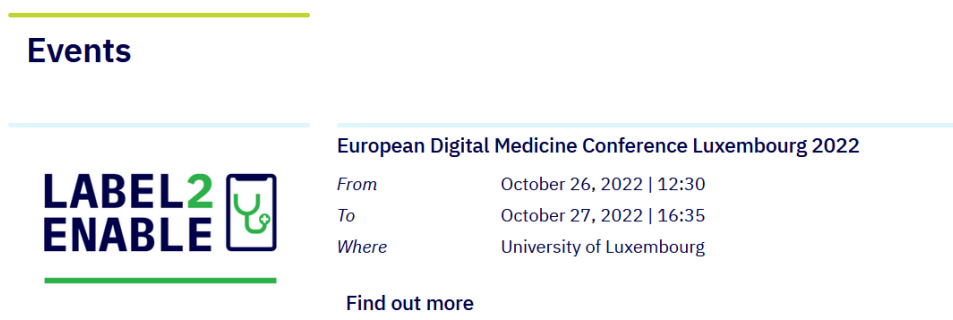 Events
LABEL2
ENABLE
European Digital Medicine Conference Luxembourg 2022
From October 26, 2022 | 12:30
To October 27, 2022 | 16:35
Where University of Luxembourg
Find out more